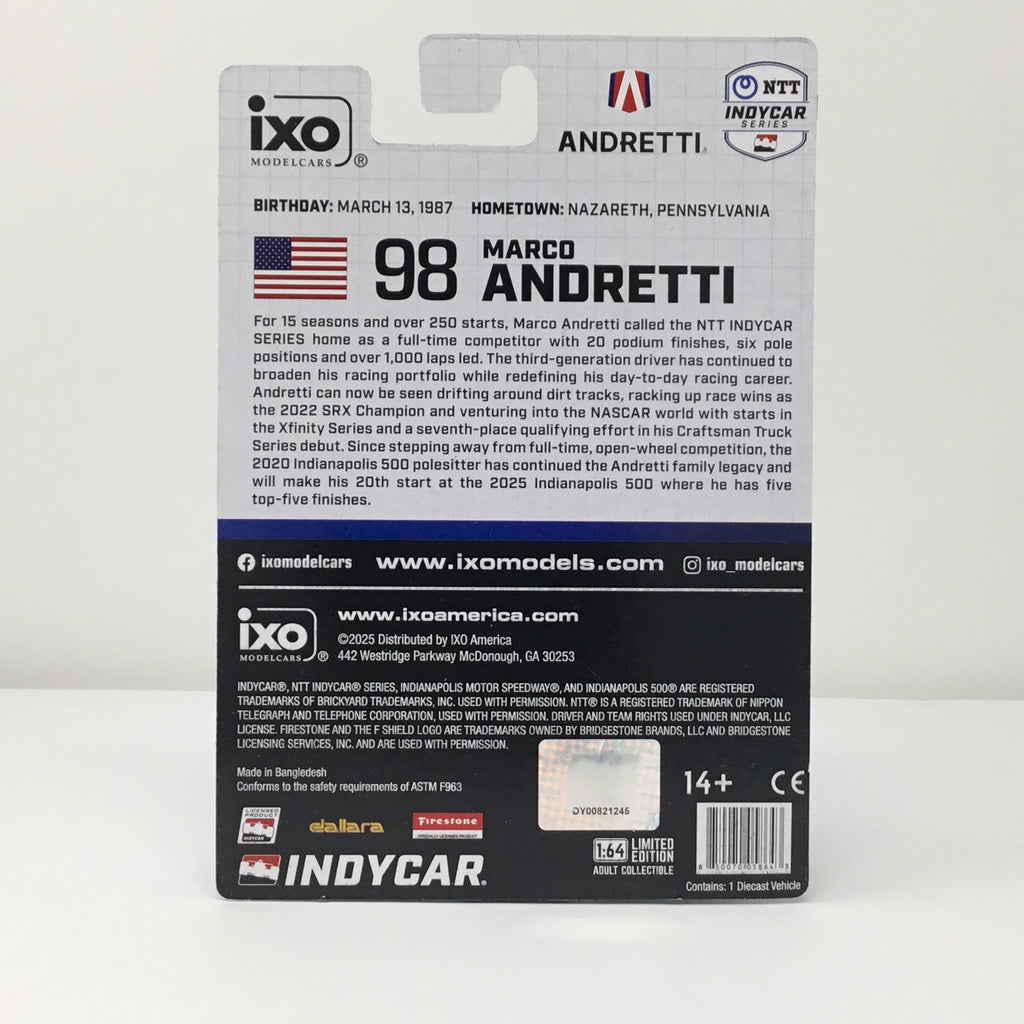 ixo
MODELCARS ®
ANDRETTI
NTT
INDYCAR
SERIES
BIRTHDAY: MARCH 13, 1987 HOMETOWN: NAZARETH, PENNSYLVANIA
98 MARCO
ANDRETTI
For 15 seasons and over 250 starts, Marco Andretti called the NTT INDYCAR
SERIES home as a full-time competitor with 20 podium finishes, six pole
positions and over 1,000 laps led. The third-generation driver has continued to
broaden his racing portfolio while redefining his day-to-day racing career.
Andretti can now be seen drifting around dirt tracks, racking up race wins as
the 2022 SRX Champion and venturing into the NASCAR world with starts in
the Xfinity Series and a seventh-place qualifying effort in his Craftsman Truck
Series debut. Since stepping away from full-time, open-wheel competition, the
2020 Indianapolis 500 polesitter has continued the Andretti family legacy and
will make his 20th start at the 2025 Indianapolis 500 where he has five
top-five finishes.
ixomodelcars www.ixomodels.com ixo_modelcars
ixo
MODELCARS ®
www.ixoamerica.com
©2025 Distributed by IXO America
442 Westridge Parkway McDonough, GA 30253
INDYCAR®, NTT INDYCAR® SERIES, INDIANAPOLIS MOTOR SPEEDWAY®, AND INDIANAPOLIS 500® ARE REGISTERED
TRADEMARKS OF BRICKYARD TRADEMARKS, INC. USED WITH PERMISSION. NTT® IS A REGISTERED TRADEMARK OF NIPPON
TELEGRAPH AND TELEPHONE CORPORATION, USED WITH PERMISSION. DRIVER AND TEAM RIGHTS USED UNDER INDYCAR, LLC
LICENSE. FIRESTONE AND THE F SHIELD LOGO ARE TRADEMARKS OWNED BY BRIDGESTONE BRANDS, LLC AND BRIDGESTONE
LICENSING SERVICES, INC. AND ARE USED WITH PERMISSION.
Made in Bangledesh
Conforms to the safety requirements of ASTM F963
DY00821245
14+ CE
LICENSED
PRODUCT
INDYCAR
dallara
Firestone
OFFICIALLY LICENSED PRODUCT
INDYCAR®
1:64 LIMITED
EDITION
ADULT COLLECTIBLE
8 50070 05864 3
Contains: 1 Diecast Vehicle